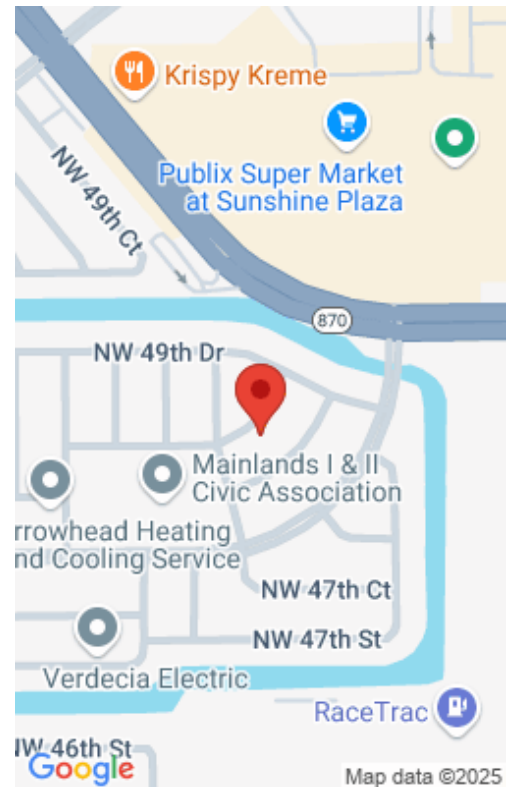 Krispy Kreme
Publix Super Market
at Sunshine Plaza
NW 49th Ct
870
NW 49th Dr
Mainlands I & II
Civic Association
rrowhead Heating
nd Cooling Service
NW 47th Ct
NW 47th St
Verdecia Electric
RaceTrac
NW 46th St
Google
Map data ©2025